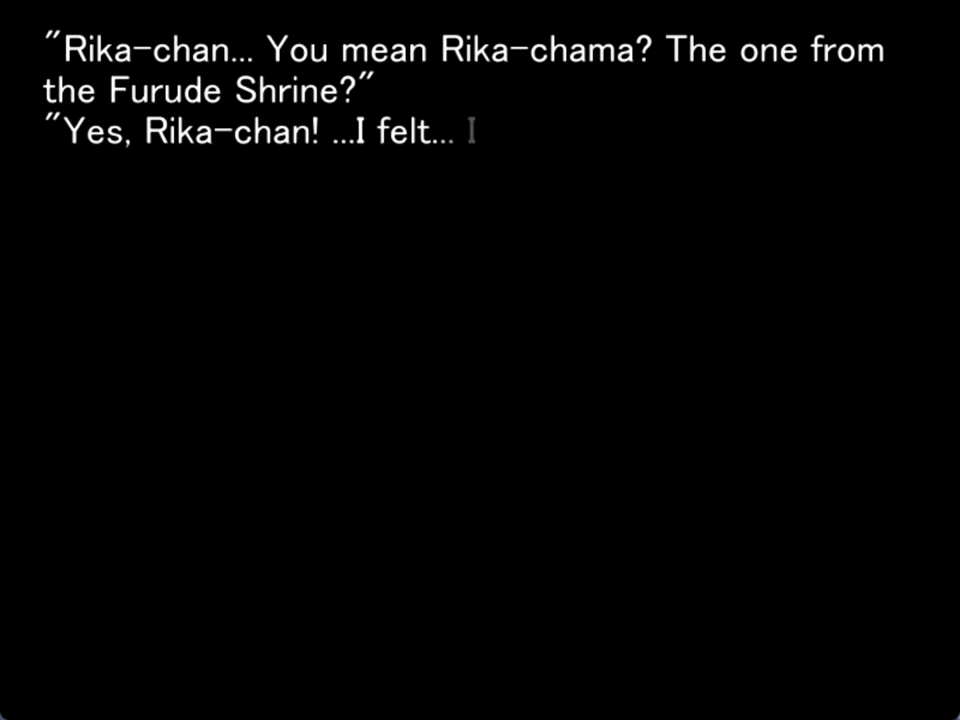 "Rika-chan... You mean Rika-chama? The one from
the Furude Shrine?"
"Yes, Rika-chan! ...I felt... I